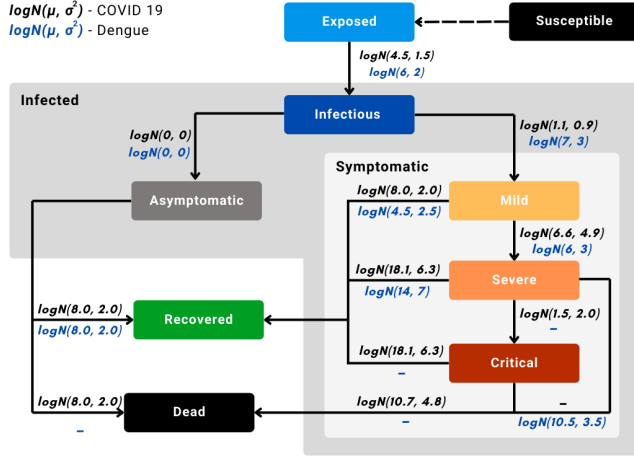 logN(μ, σ²) - COVID 19
logN(μ, σ²) - Dengue
Exposed
Susceptible
logN(4.5, 1.5)
logN(6, 2)
Infected
Infectious
logN(0, 0)
logN(0, 0)
logN(1.1, 0.9)
logN(7, 3)
Symptomatic
Asymptomatic
logN(8.0, 2.0)
logN(4.5, 2.5)
Mild
logN(6.6, 4.9)
logN(6, 3)
logN(18.1, 6.3)
logN(14, 7)
Severe
logN(8.0, 2.0)
logN(8.0, 2.0)
Recovered
logN(1.5, 2.0)
–
logN(18.1, 6.3)
–
Critical
logN(8.0, 2.0)
–
Dead
logN(10.7, 4.8)
–
–
logN(10.5, 3.5)